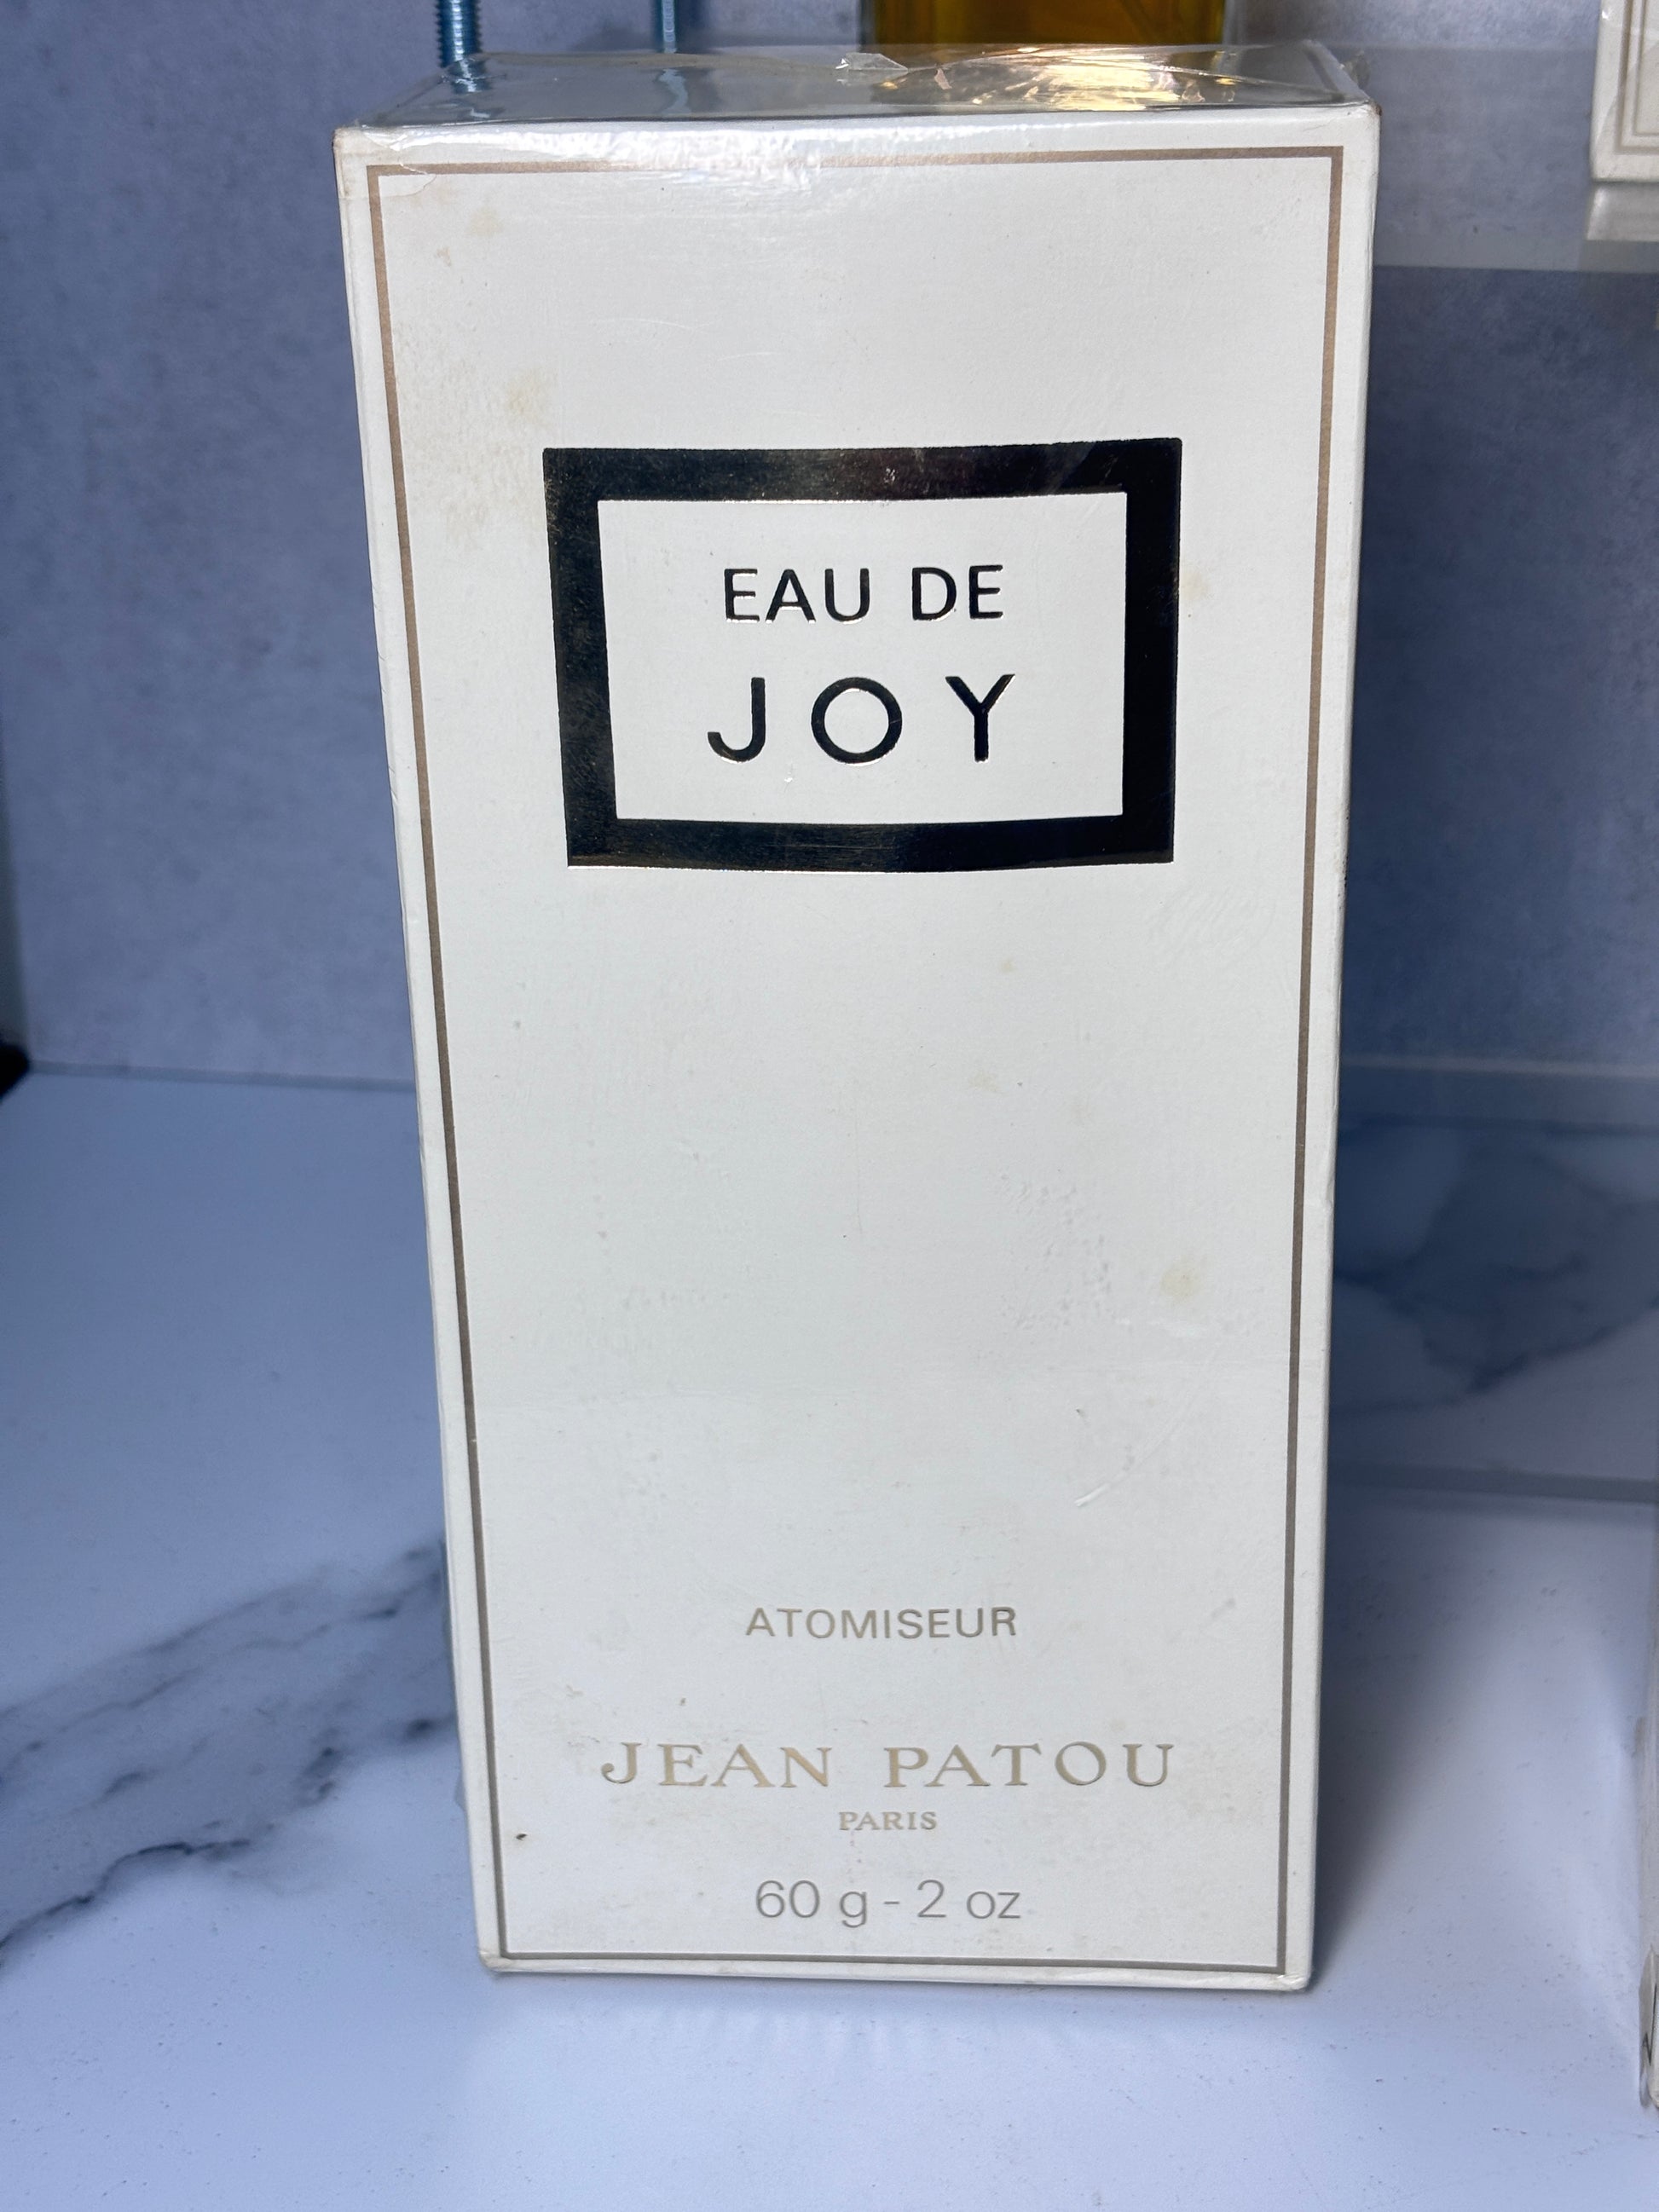 EAU DE
JOY
ATOMISEUR
JEAN PATOU
PARIS
60 g - 2 oz